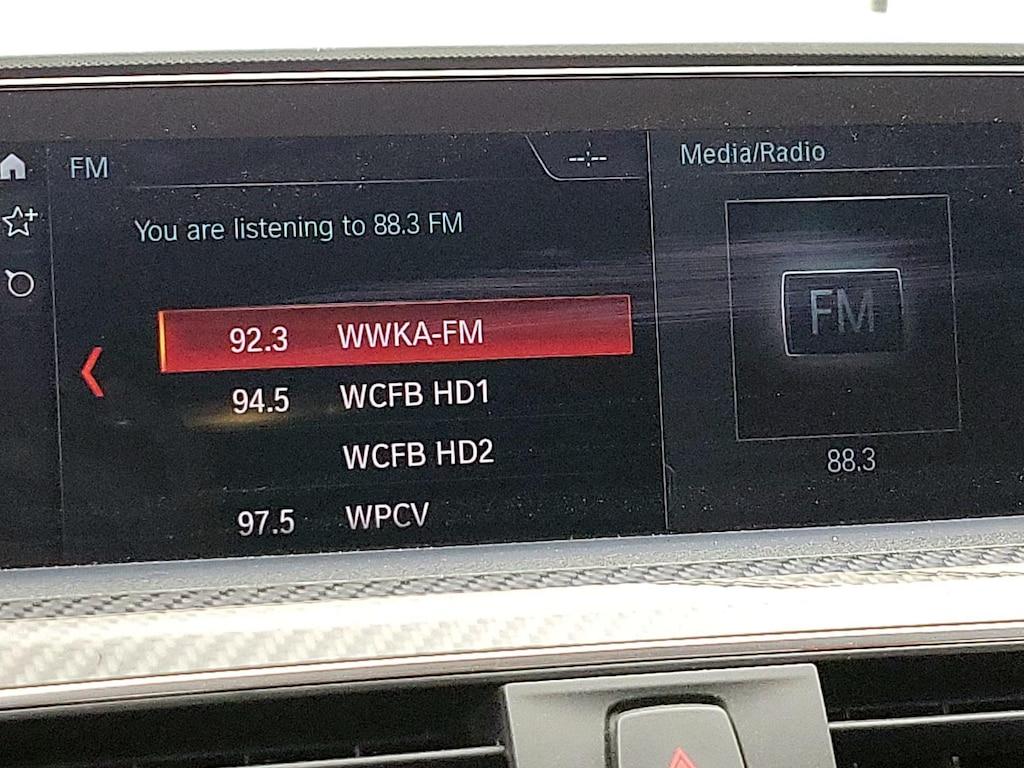 FM
--:--
Media/Radio
You are listening to 88.3 FM
FM
92.3 WWKA-FM
94.5 WCFB HD1
WCFB HD2
88.3
97.5 WPCV